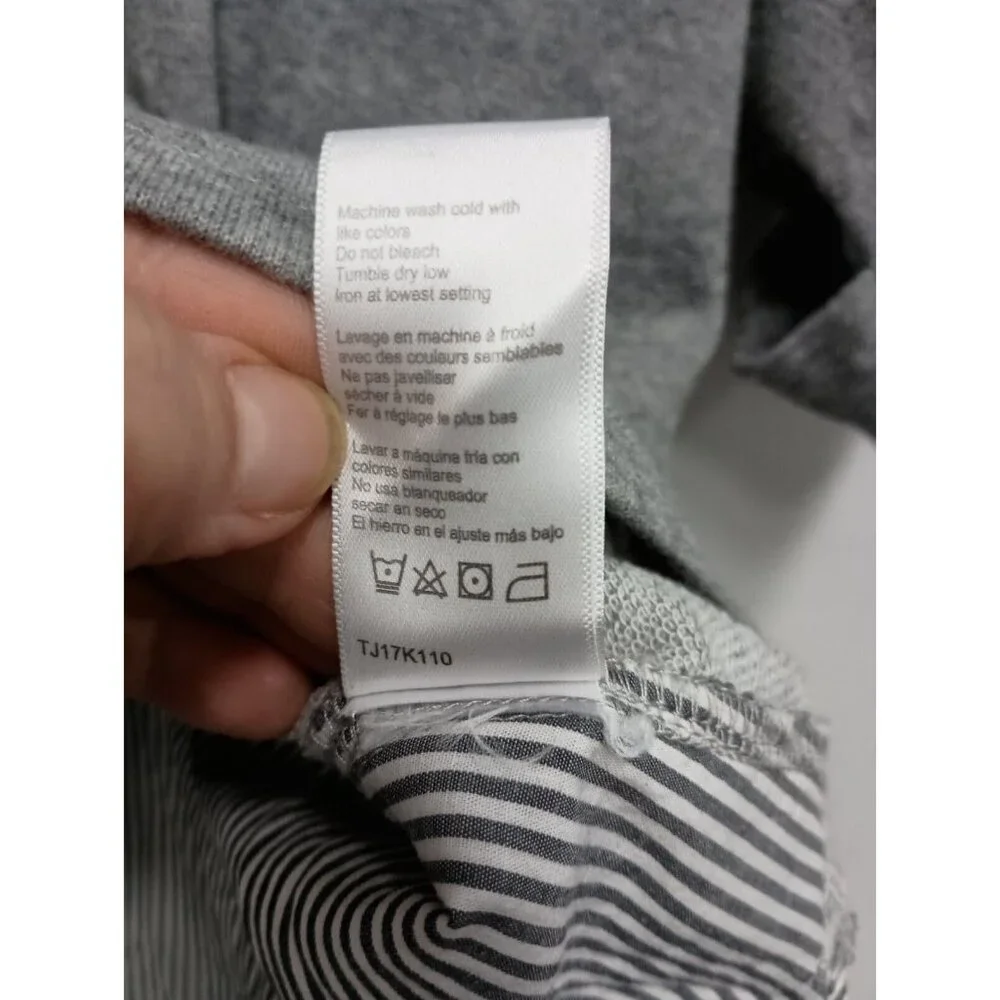 Machine wash cold with
like colors
Do not bleach
Tumble dry low
Iron at lowest setting
Lavage en machine à froid
avec des couleurs semblables
Ne pas javelliser
sécher à vide
Fer à réglage le plus bas
Lavar a máquina fria con
colores similares
No usa blanqueador
secar en seco
El hierro en el ajuste más bajo
TJ17K110